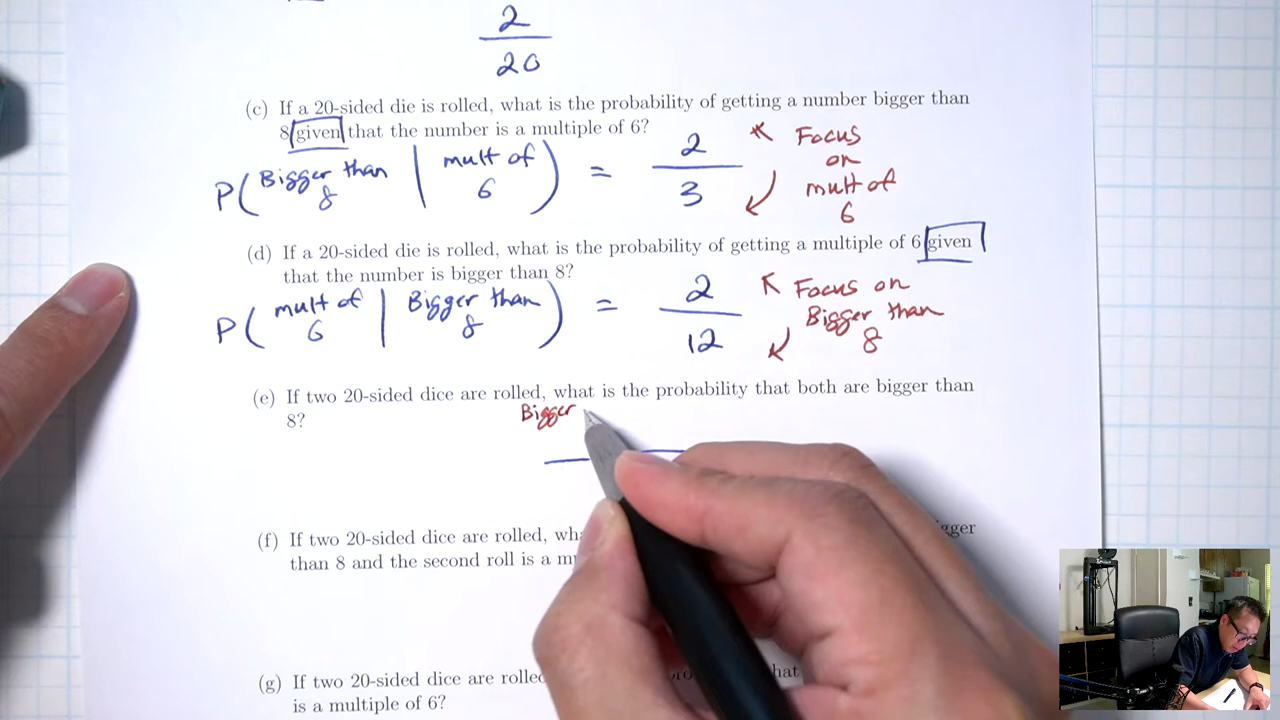 2
20
(c) If a 20-sided die is rolled, what is the probability of getting a number bigger than
8 given that the number is a multiple of 6?
P( Bigger than 8 | mult of 6 ) = 2/3
Focus
on
mult of
6
(d) If a 20-sided die is rolled, what is the probability of getting a multiple of 6 given
that the number is bigger than 8?
P( mult of 6 | Bigger than 8 ) = 2/12
Focus on
Bigger than
8
(e) If two 20-sided dice are rolled, what is the probability that both are bigger than
8?
Bigger
(f) If two 20-sided dice are rolled,
than 8 and the second roll is a
(g) If two 20-sided dice are
is a multiple of 6?